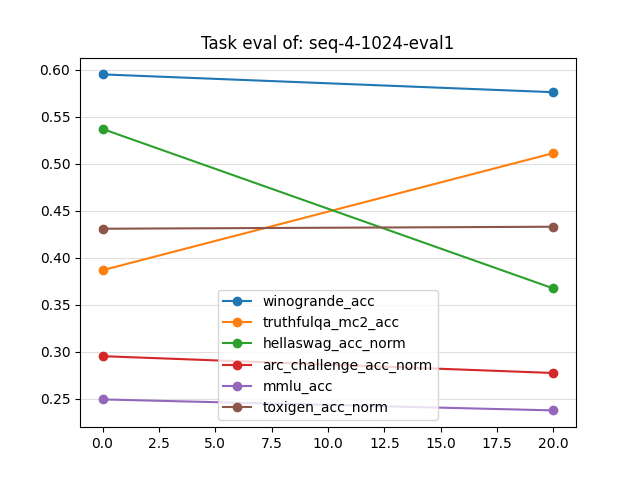 Task eval of: seq-4-1024-eval1
0.60
0.55
0.50
0.45
0.40
0.35
0.30
0.25
winogrande_acc
truthfulqa_mc2_acc
hellaswag_acc_norm
arc_challenge_acc_norm
mmlu_acc
toxigen_acc_norm
0.0 2.5 5.0 7.5 10.0 12.5 15.0 17.5 20.0